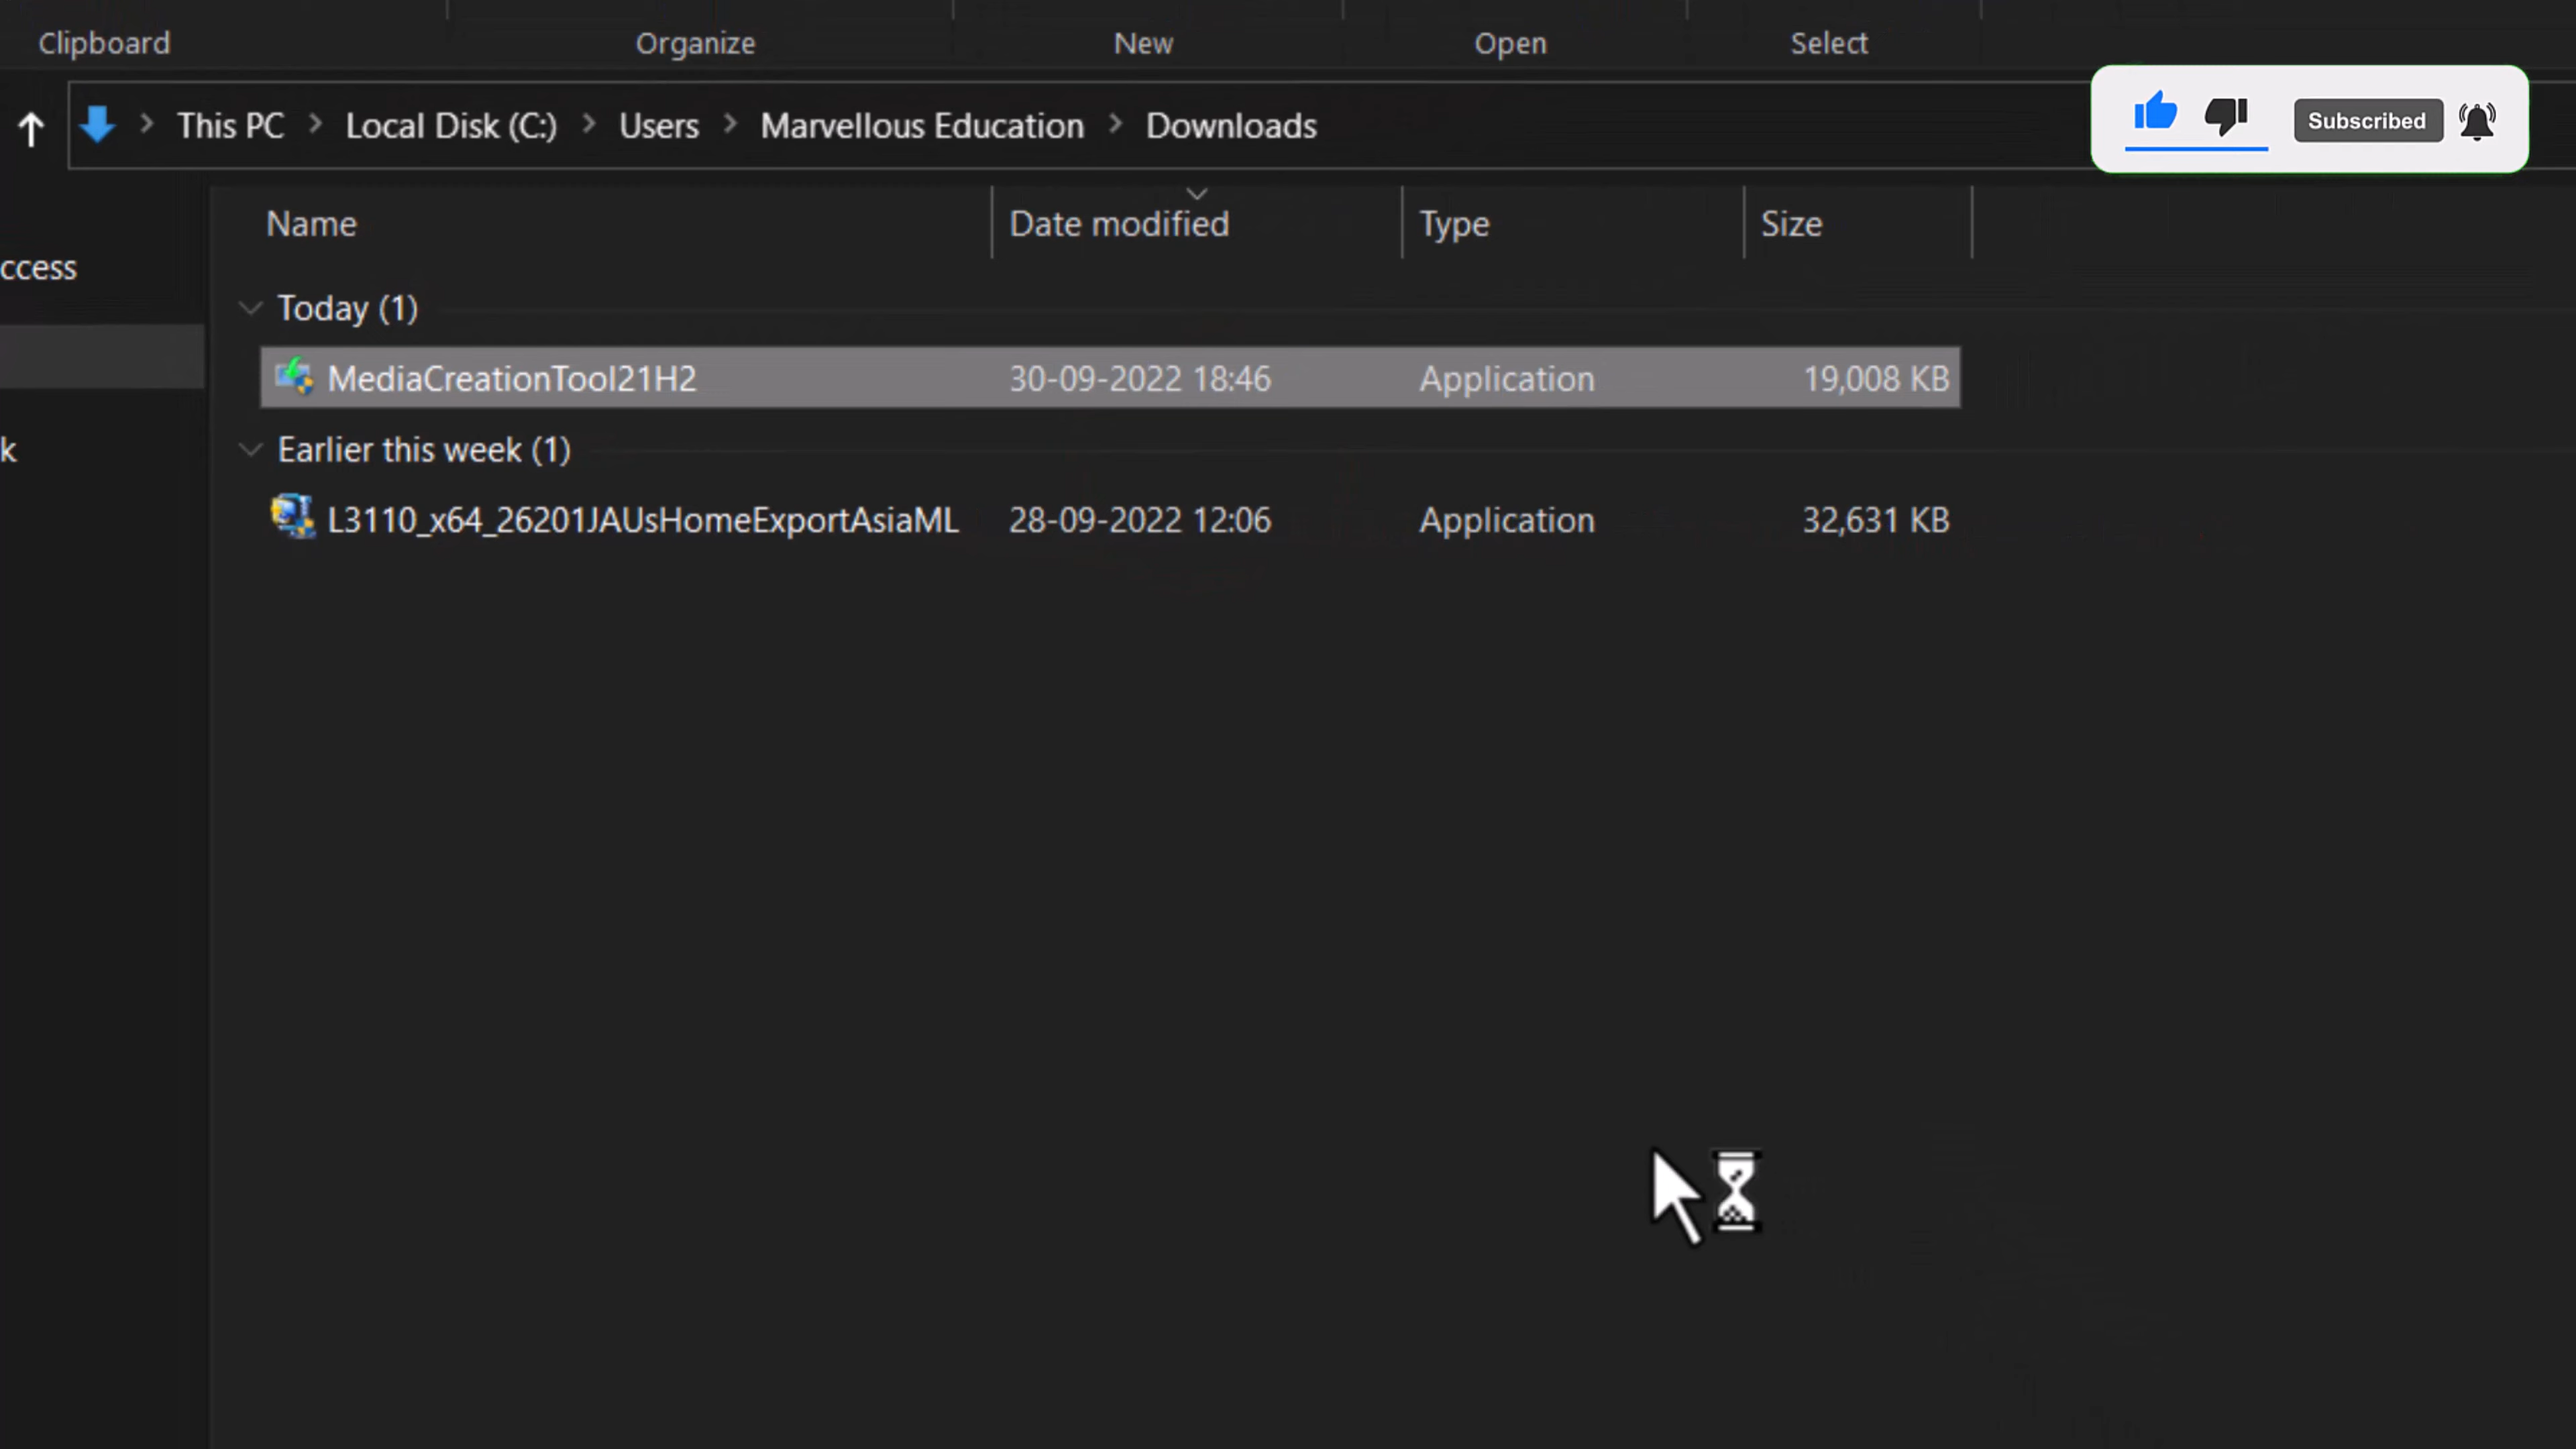 Clipboard Organize New Open Select
This PC Local Disk (C:) Users Marvellous Education Downloads
Subscribed
Name Date modified Type Size
ccess
Today (1)
MediaCreationTool21H2 30-09-2022 18:46 Application 19,008 KB
k
Earlier this week (1)
L3110_x64_26201JAUsHomeExportAsiaML 28-09-2022 12:06 Application 32,631 KB